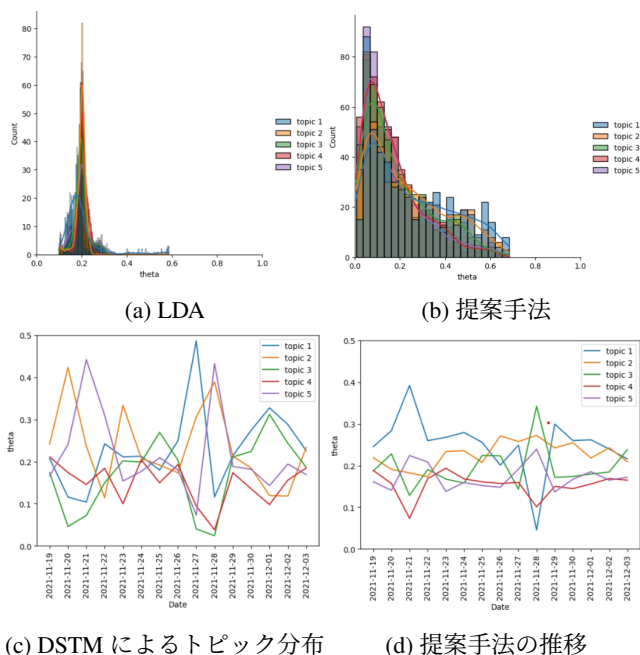 80
70
60
50
40
30
20
10
0
Count
0.0 0.2 0.4 0.6 0.8 1.0
theta
topic 1
topic 2
topic 3
topic 4
topic 5
(a) LDA
80
60
40
20
0
Count
0.0 0.2 0.4 0.6 0.8 1.0
theta
topic 1
topic 2
topic 3
topic 4
topic 5
(b) 提案手法
0.5
0.4
0.3
0.2
0.1
0.0
theta
topic 1
topic 2
topic 3
topic 4
topic 5
2021-11-19
2021-11-20
2021-11-21
2021-11-22
2021-11-23
2021-11-24
2021-11-25
2021-11-26
2021-11-27
2021-11-28
2021-11-29
2021-11-30
2021-12-01
2021-12-02
2021-12-03
Date
(c) DSTM によるトピック分布
0.5
0.4
0.3
0.2
0.1
0.0
theta
topic 1
topic 2
topic 3
topic 4
topic 5
2021-11-19
2021-11-20
2021-11-21
2021-11-22
2021-11-23
2021-11-24
2021-11-25
2021-11-26
2021-11-27
2021-11-28
2021-11-29
2021-11-30
2021-12-01
2021-12-02
2021-12-03
Date
(d) 提案手法の推移